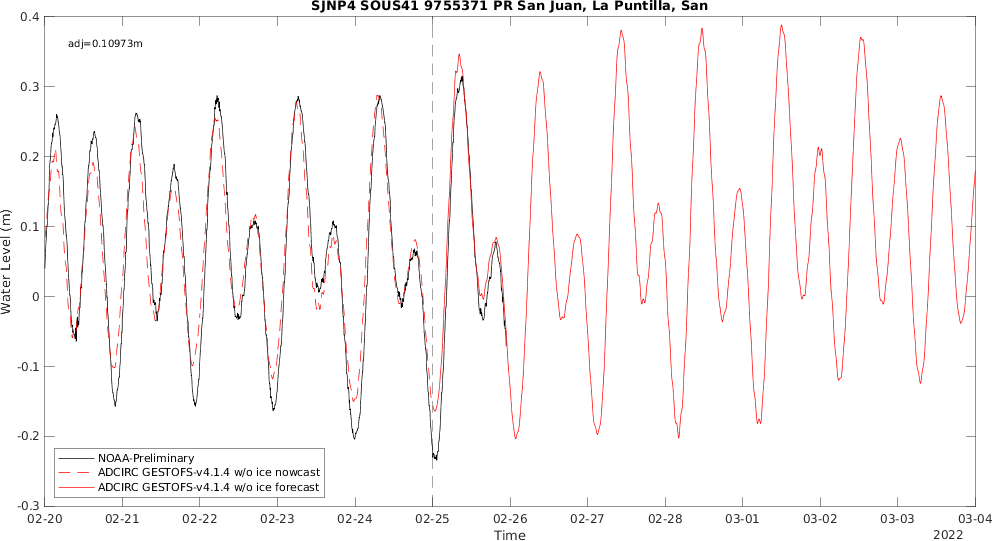 SJNP4 SOUS41 9755371 PR San Juan, La Puntilla, San
adj=0.10973m
0.4
0.3
0.2
0.1
0
-0.1
-0.2
-0.3
Water Level (m)
NOAA-Preliminary
ADCIRC GESTOFS-v4.1.4 w/o ice nowcast
ADCIRC GESTOFS-v4.1.4 w/o ice forecast
02-20 02-21 02-22 02-23 02-24 02-25 02-26 02-27 02-28 03-01 03-02 03-03 03-04
Time
2022